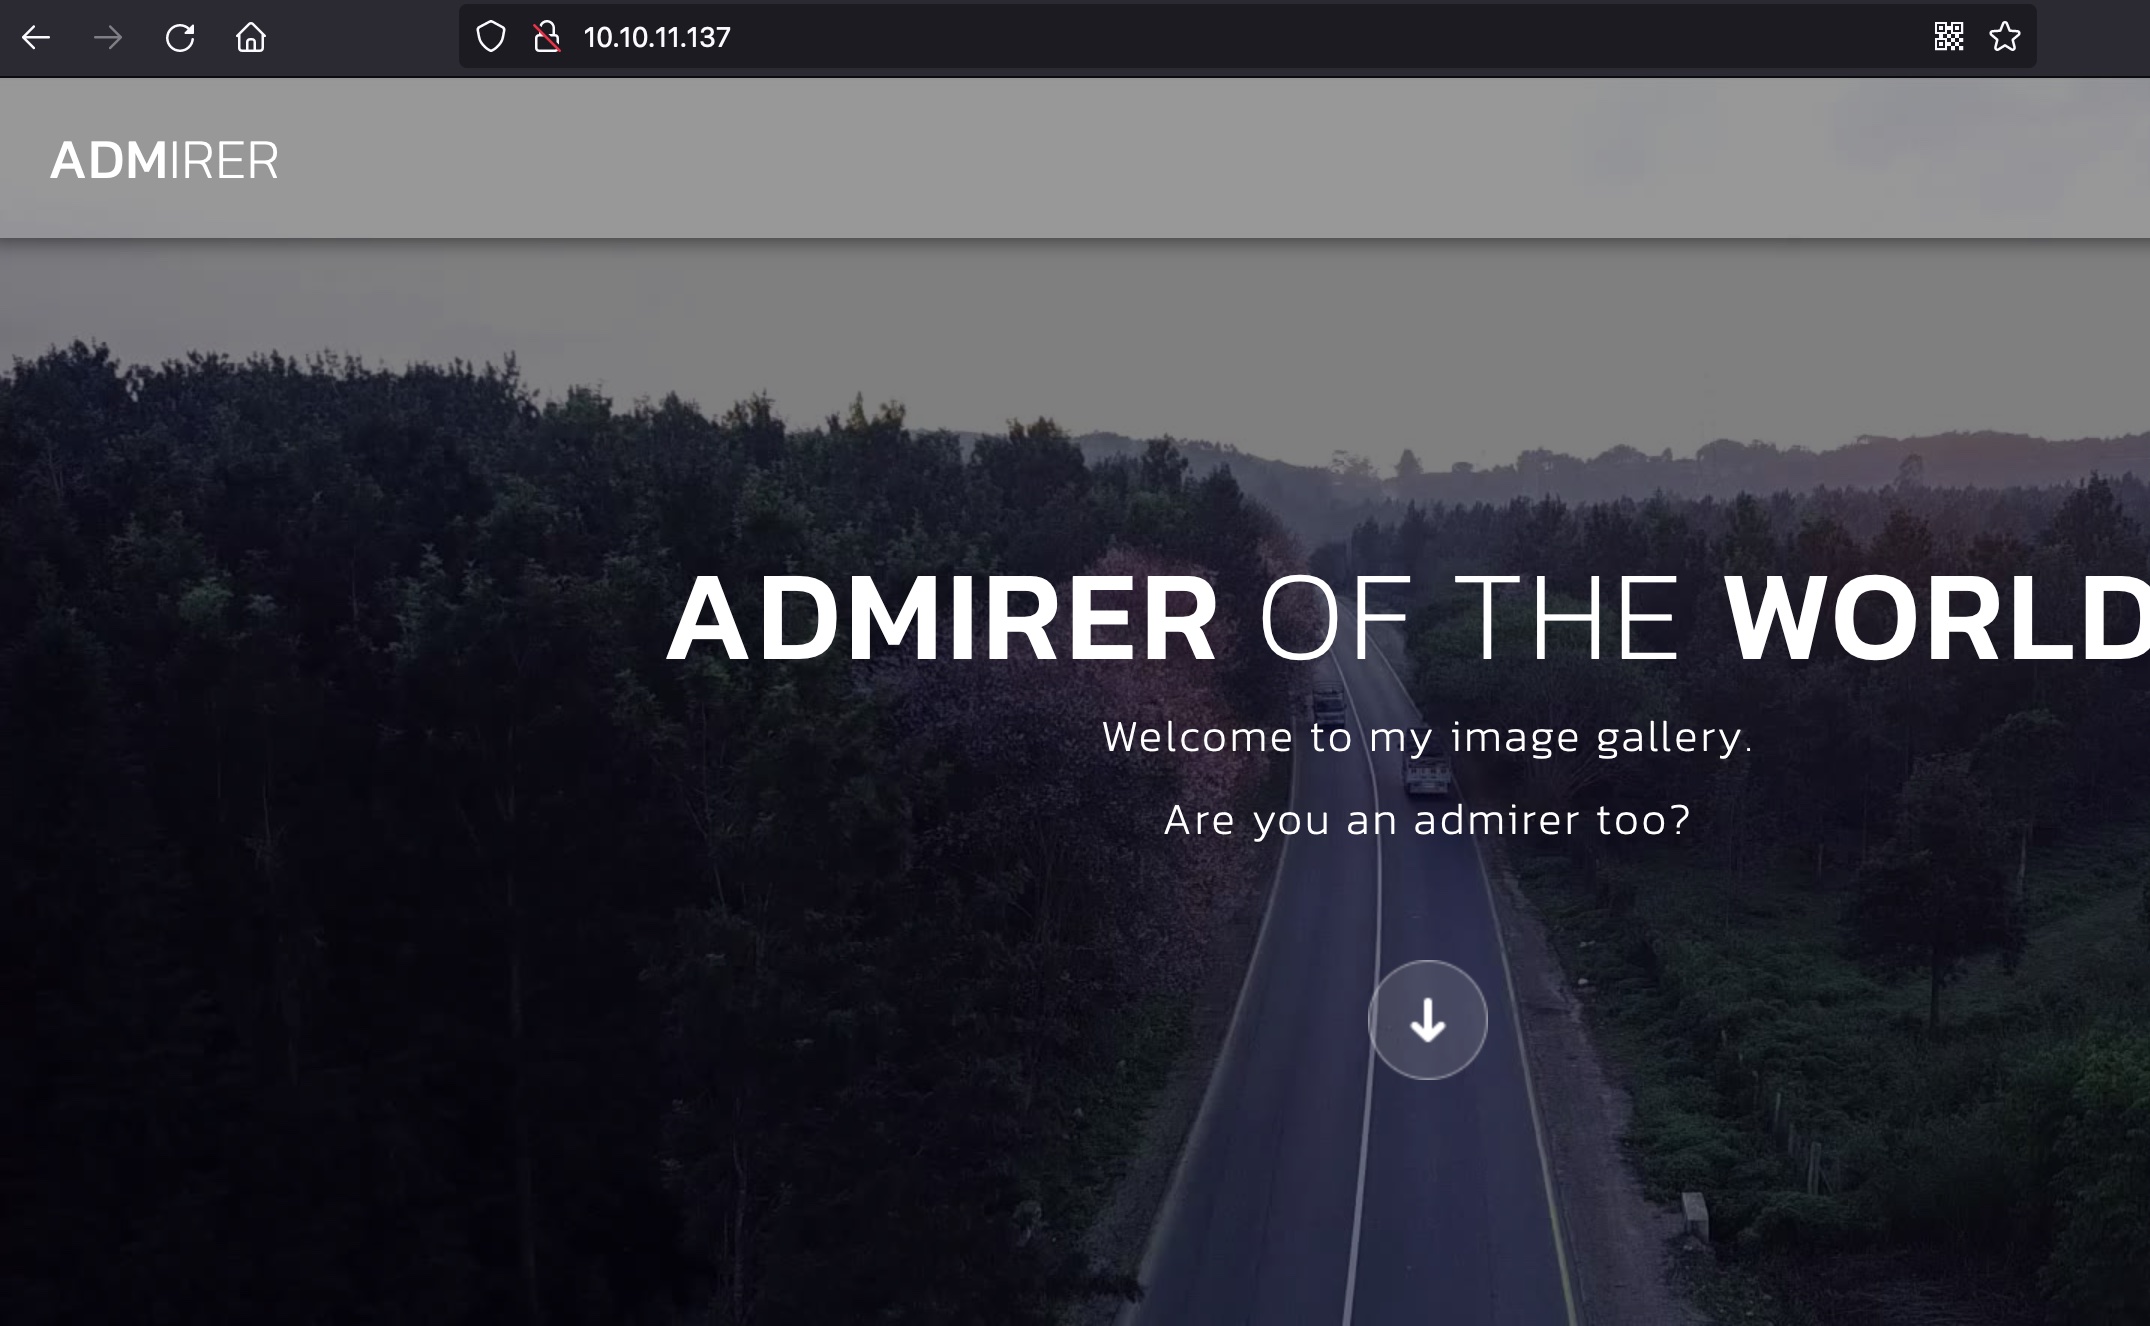 10.10.11.137
ADMIRER
ADMIRER OF THE WORLD
Welcome to my image gallery.
Are you an admirer too?